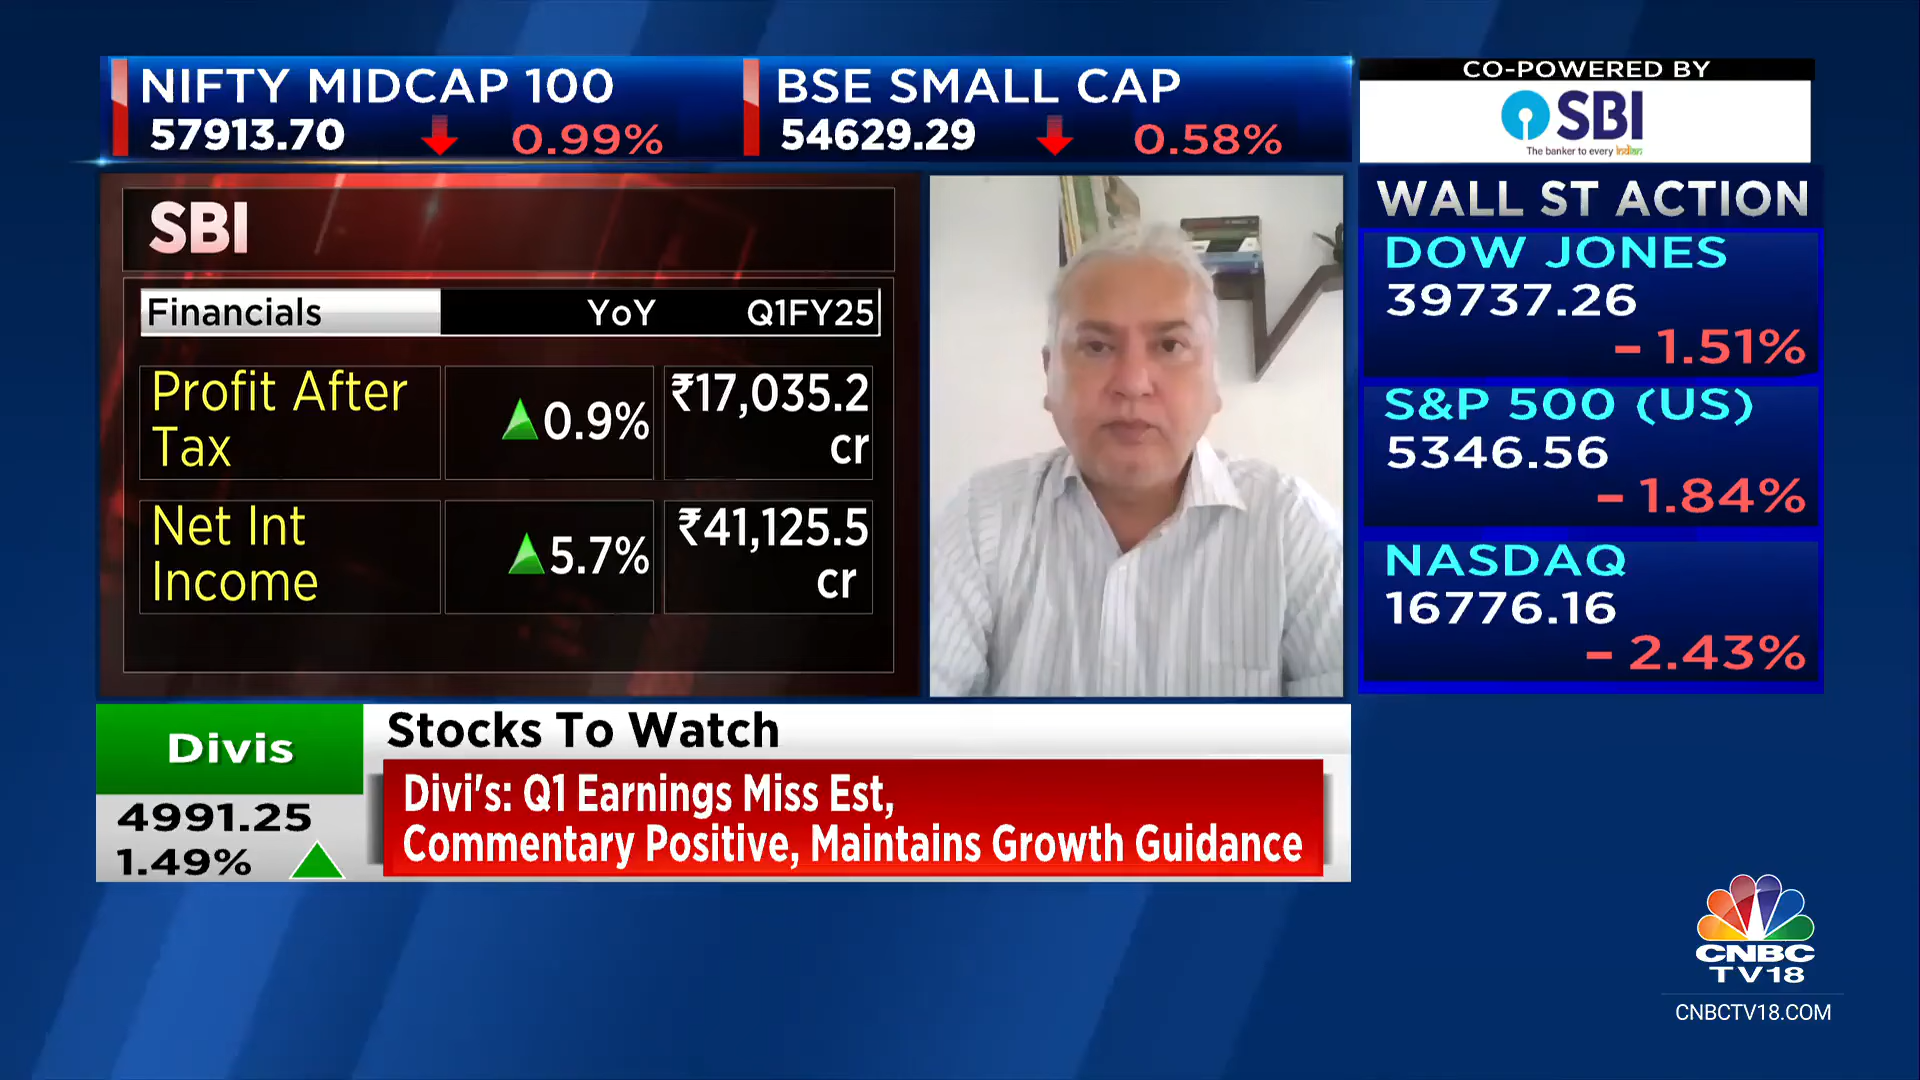 NIFTY MIDCAP 100
57913.70 0.99%
BSE SMALL CAP
54629.29 0.58%
CO-POWERED BY
SBI
The banker to every Indian
SBI
Financials YoY Q1FY25
Profit After
Tax
0.9%
₹17,035.2
cr
Net Int
Income
5.7%
₹41,125.5
cr
WALL ST ACTION
DOW JONES
39737.26
- 1.51%
S&P 500 (US)
5346.56
- 1.84%
NASDAQ
16776.16
- 2.43%
Divis
4991.25
1.49%
Stocks To Watch
Divi's: Q1 Earnings Miss Est,
Commentary Positive, Maintains Growth Guidance
CNBC
TV18
CNBCTV18.COM